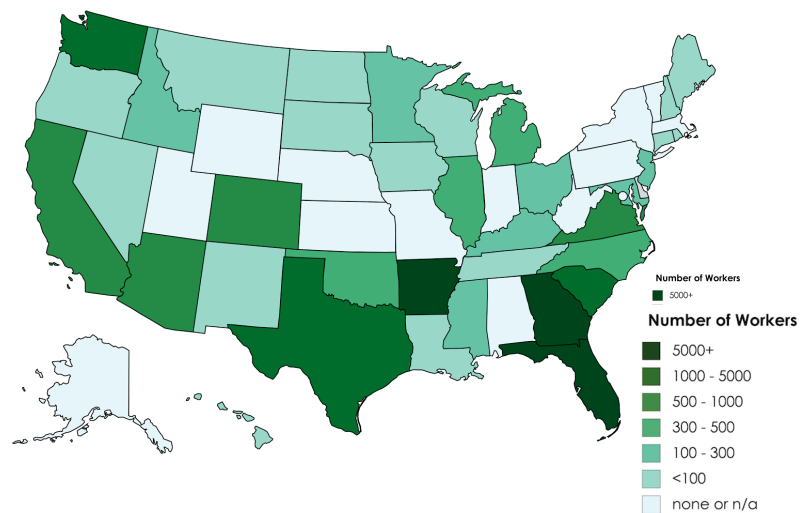 Number of Workers
5000+
Number of Workers
5000+
1000 - 5000
500 - 1000
300 - 500
100 - 300
<100
none or n/a